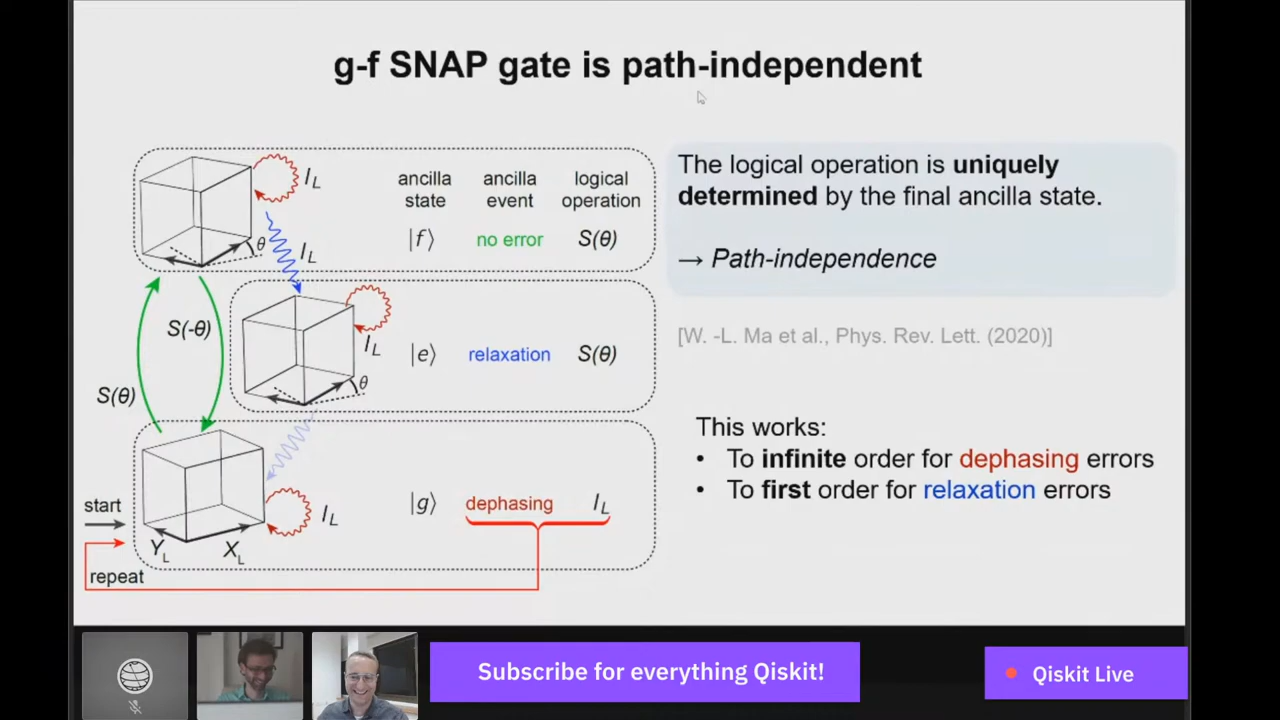 g-f SNAP gate is path-independent
I_L
ancilla state
ancilla event
logical operation
θ
I_L
|f⟩
no error
S(θ)
S(-θ)
S(θ)
I_L
θ
|e⟩
relaxation
S(θ)
start
repeat
Y_L
X_L
I_L
|g⟩
dephasing
I_L
The logical operation is uniquely
determined by the final ancilla state.
→ Path-independence
[W. -L. Ma et al., Phys. Rev. Lett. (2020)]
This works:
• To infinite order for dephasing errors
• To first order for relaxation errors
Subscribe for everything Qiskit!
Qiskit Live